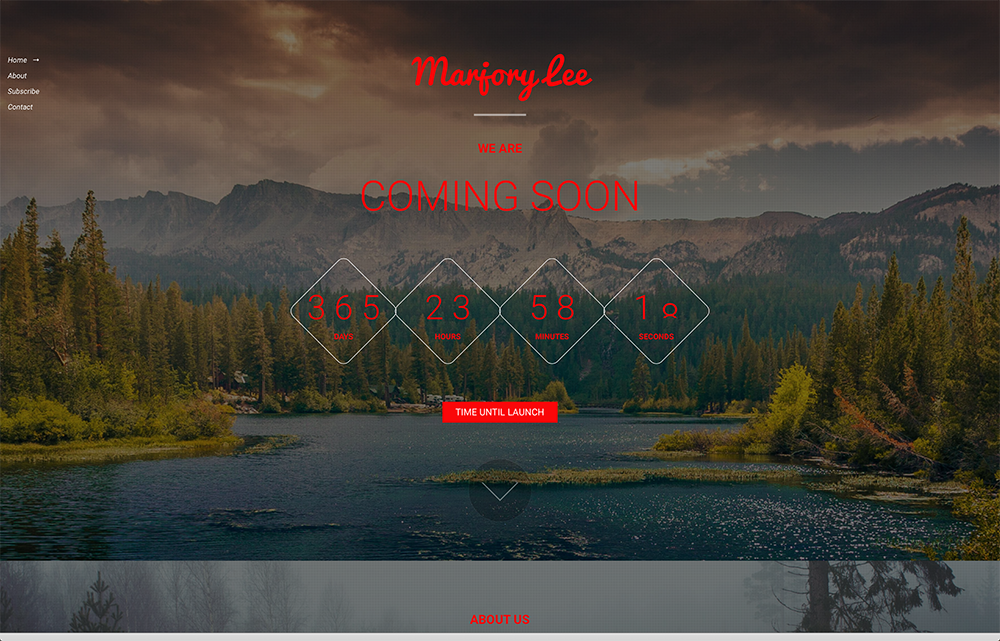 Home →
About
Subscribe
Contact
Marjory Lee
WE ARE
COMING SOON
365 23 58 18
DAYS HOURS MINUTES SECONDS
TIME UNTIL LAUNCH
ABOUT US